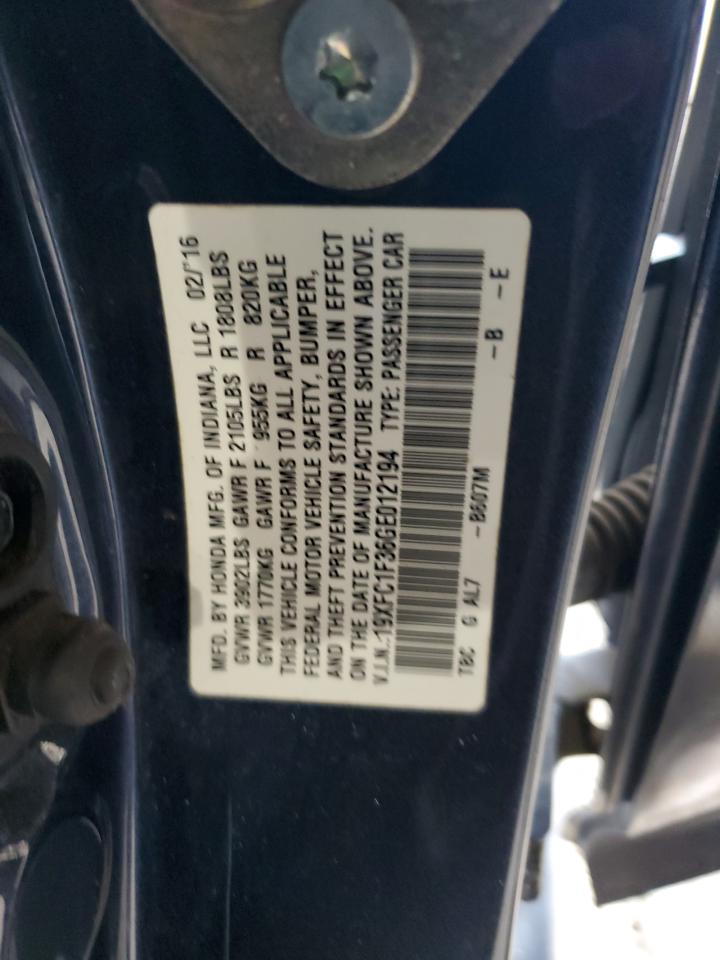 MFD. BY HONDA MFG. OF INDIANA, LLC 02/16
GVWR 3902LBS GAWR F 2105LBS R 1808LBS
GVWR 1770KG GAWR F 955KG R 820KG
THIS VEHICLE CONFORMS TO ALL APPLICABLE
FEDERAL MOTOR VEHICLE SAFETY, BUMPER,
AND THEFT PREVENTION STANDARDS IN EFFECT
ON THE DATE OF MANUFACTURE SHOWN ABOVE.
V.I.N.:19XFC1F36GE012194 TYPE: PASSENGER CAR
TBC G AL7 -B607M -B -E